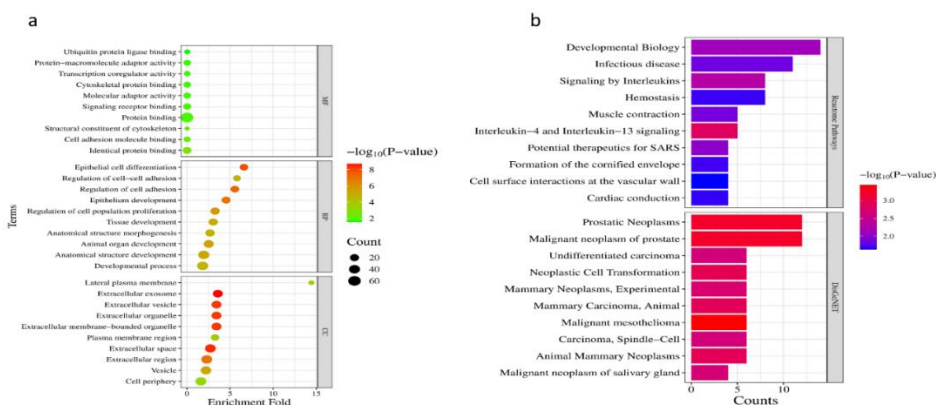 a
Ubiquitin protein ligase binding
Protein-macromolecule adaptor activity
Transcription coregulator activity
Cytoskeletal protein binding
Molecular adaptor activity
Signaling receptor binding
Protein binding
Structural constituent of cytoskeleton
Cell adhesion molecule binding
Identical protein binding
MF
Epithelial cell differentiation
Regulation of cell-cell adhesion
Regulation of cell adhesion
Epithelium development
Regulation of cell population proliferation
Tissue development
Anatomical structure morphogenesis
Animal organ development
Anatomical structure development
Developmental process
BP
Lateral plasma membrane
Extracellular exosome
Extracellular vesicle
Extracellular organelle
Extracellular membrane-bounded organelle
Plasma membrane region
Extracellular space
Extracellular region
Vesicle
Cell periphery
CC
Terms
0 5 10 15
Enrichment Fold
−log10(P-value)
8
6
4
2
Count
20
40
60
b
Developmental Biology
Infectious disease
Signaling by Interleukins
Hemostasis
Muscle contraction
Interleukin-4 and Interleukin-13 signaling
Potential therapeutics for SARS
Formation of the cornified envelope
Cell surface interactions at the vascular wall
Cardiac conduction
Reactome Pathways
Prostatic Neoplasms
Malignant neoplasm of prostate
Undifferentiated carcinoma
Neoplastic Cell Transformation
Mammary Neoplasms, Experimental
Mammary Carcinoma, Animal
Malignant mesothelioma
Carcinoma, Spindle-Cell
Animal Mammary Neoplasms
Malignant neoplasm of salivary gland
DisGeNET
0 5 10
Counts
−log10(P-value)
3.0
2.5
2.0